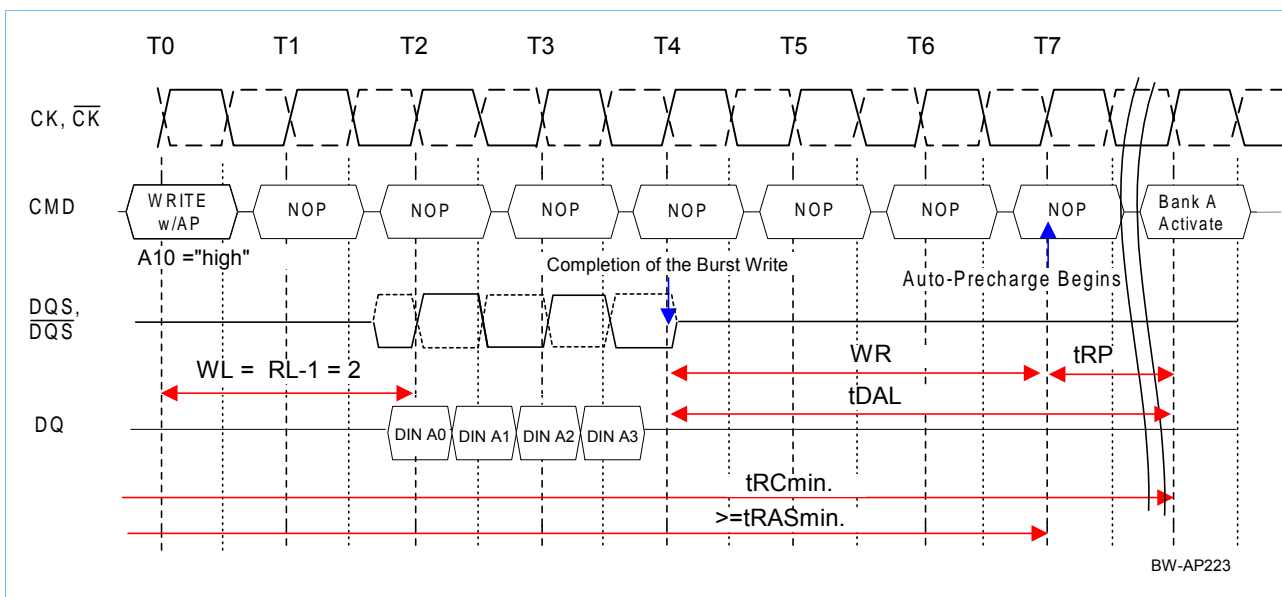 T0 T1 T2 T3 T4 T5 T6 T7
CK, CK
CMD
WRITE w/AP
NOP NOP NOP NOP NOP NOP NOP
Bank A Activate
A10 ="high"
Completion of the Burst Write
Auto-Precharge Begins
DQS,
DQS
WL = RL-1 = 2
WR
tRP
tDAL
DQ
DIN A0 DIN A1 DIN A2 DIN A3
tRCmin.
>=tRASmin.
BW-AP223